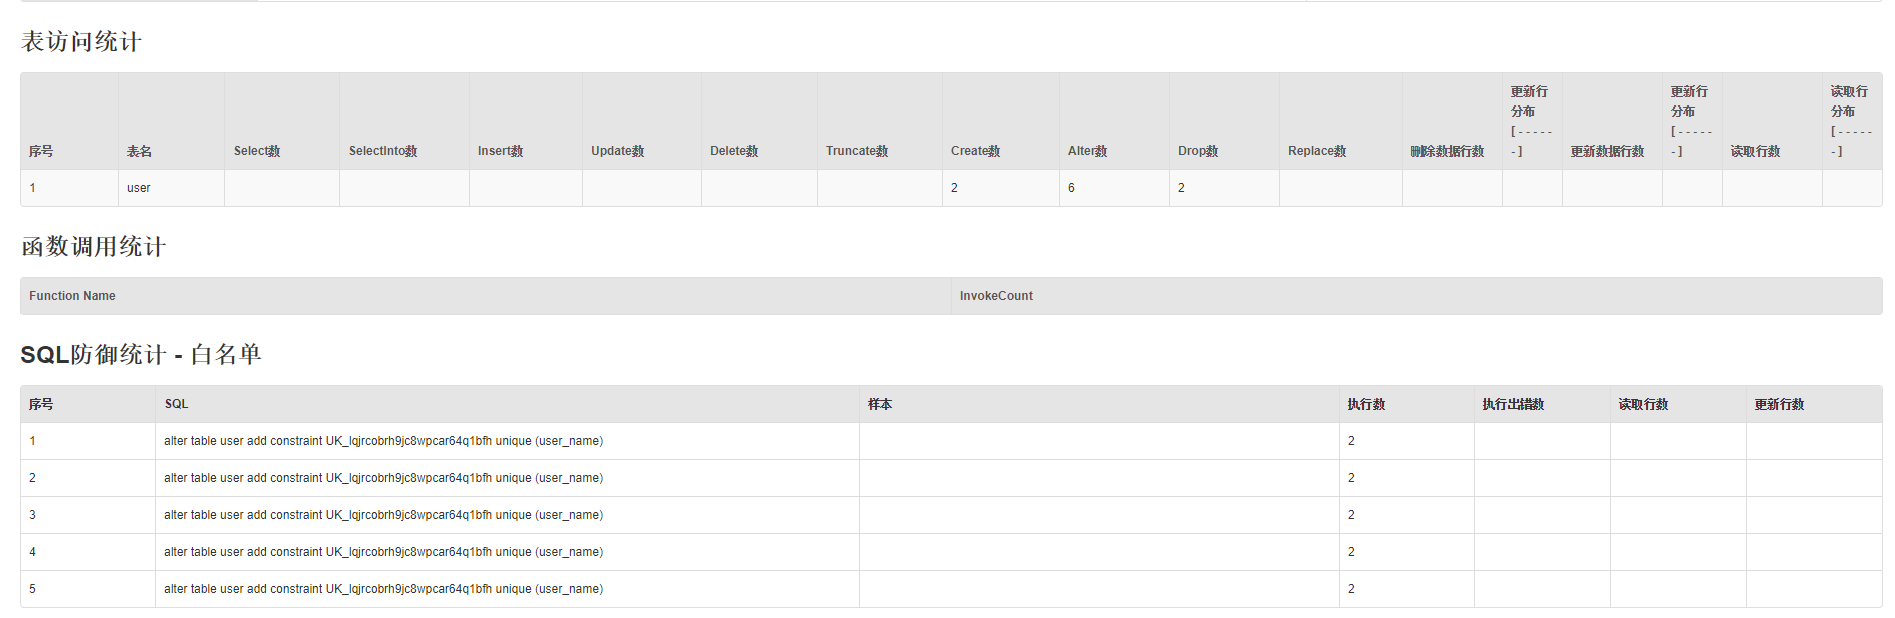 表访问统计
序号 表名 Select数 SelectInto数 Insert数 Update数 Delete数 Truncate数 Create数 Alter数 Drop数 Replace数 删除数据行数 更新行分布[------] 更新数据行数 更新行分布[------] 读取行数 读取行分布[------]
1 user 2 6 2
函数调用统计
Function Name InvokeCount
SQL防御统计 - 白名单
序号 SQL 样本 执行数 执行出错数 读取行数 更新行数
1 alter table user add constraint UK_lqjrcobrh9jc8wpcar64q1bfh unique (user_name) 2
2 alter table user add constraint UK_lqjrcobrh9jc8wpcar64q1bfh unique (user_name) 2
3 alter table user add constraint UK_lqjrcobrh9jc8wpcar64q1bfh unique (user_name) 2
4 alter table user add constraint UK_lqjrcobrh9jc8wpcar64q1bfh unique (user_name) 2
5 alter table user add constraint UK_lqjrcobrh9jc8wpcar64q1bfh unique (user_name) 2